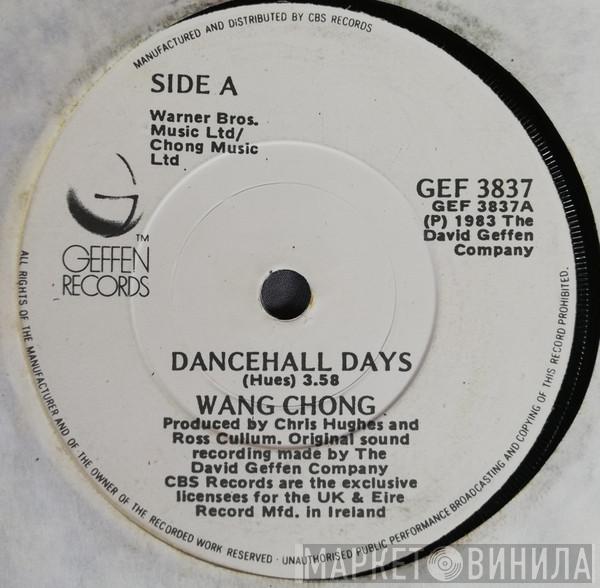 MANUFACTURED AND DISTRIBUTED BY CBS RECORDS
SIDE A
Warner Bros.
Music Ltd/
Chong Music
Ltd
GEF 3837
GEF 3837A
(P) 1983 The
David Geffen
Company
G
TM
GEFFEN
RECORDS
DANCEHALL DAYS
(Hues) 3.58
WANG CHONG
Produced by Chris Hughes and
Ross Cullum. Original sound
recording made by The
David Geffen Company
CBS Records are the exclusive
licensees for the UK & Eire
Record Mfd. in Ireland
ALL RIGHTS OF THE MANUFACTURER AND OF THE OWNER OF THE RECORDED WORK RESERVED · UNAUTHORISED PUBLIC PERFORMANCE BROADCASTING AND COPYING OF THIS RECORD PROHIBITED.
МАРКЕТ ВИНИЛА